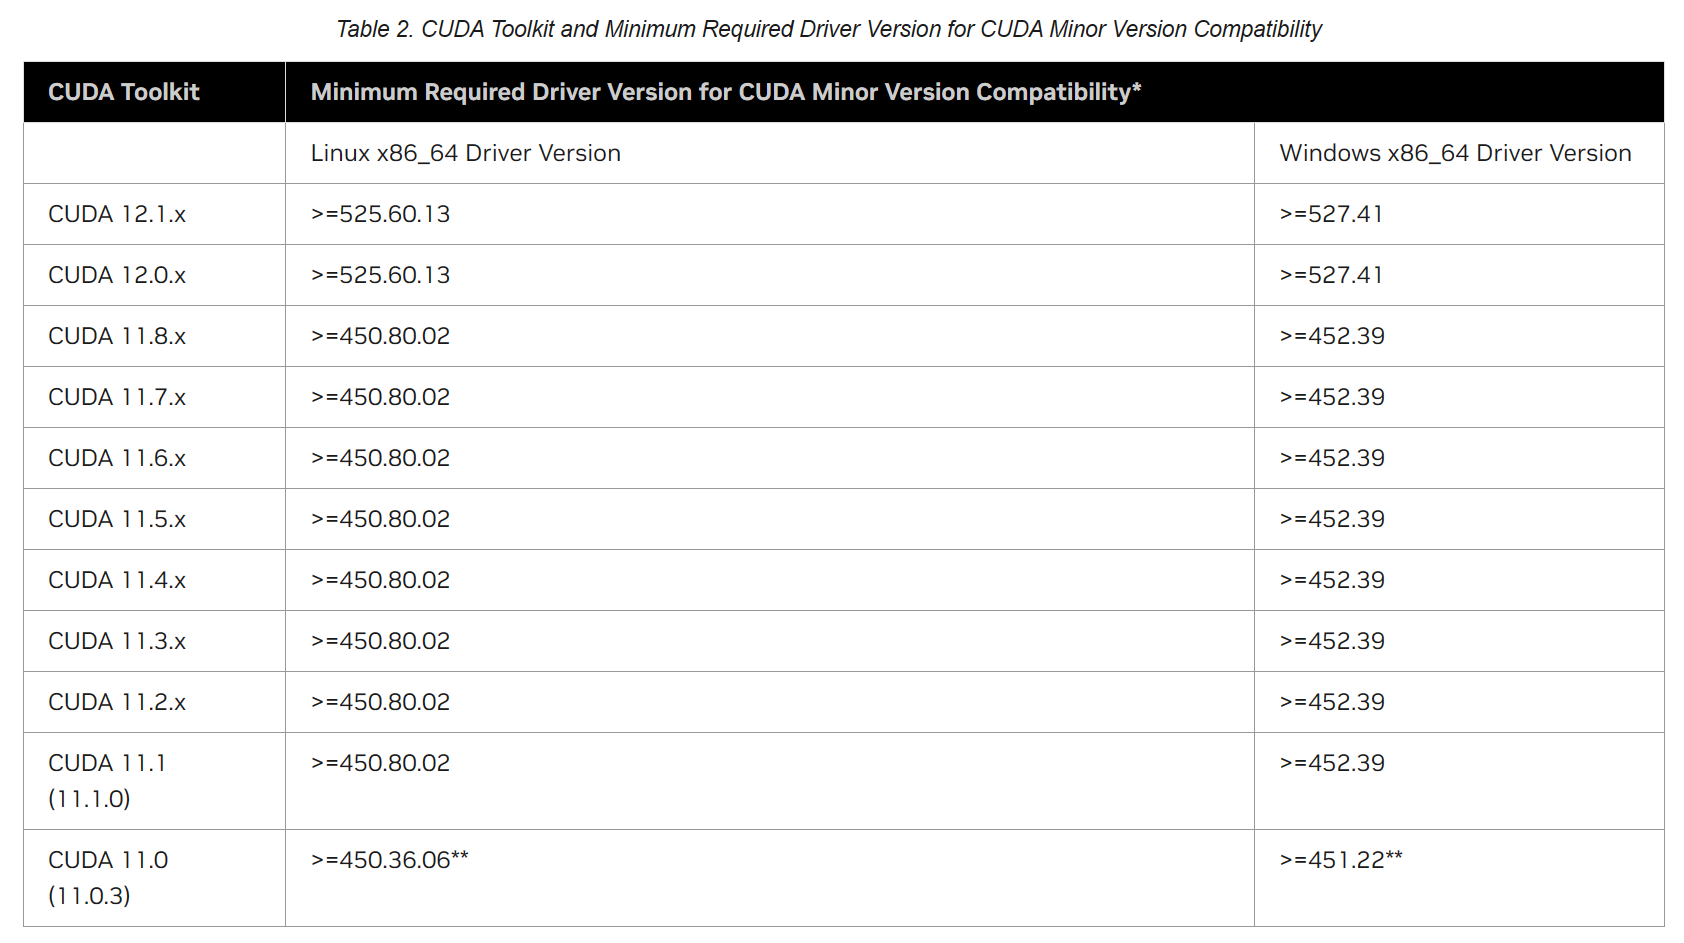 Table 2. CUDA Toolkit and Minimum Required Driver Version for CUDA Minor Version Compatibility
CUDA Toolkit Minimum Required Driver Version for CUDA Minor Version Compatibility*
Linux x86_64 Driver Version Windows x86_64 Driver Version
CUDA 12.1.x >=525.60.13 >=527.41
CUDA 12.0.x >=525.60.13 >=527.41
CUDA 11.8.x >=450.80.02 >=452.39
CUDA 11.7.x >=450.80.02 >=452.39
CUDA 11.6.x >=450.80.02 >=452.39
CUDA 11.5.x >=450.80.02 >=452.39
CUDA 11.4.x >=450.80.02 >=452.39
CUDA 11.3.x >=450.80.02 >=452.39
CUDA 11.2.x >=450.80.02 >=452.39
CUDA 11.1 >=450.80.02 >=452.39
(11.1.0)
CUDA 11.0 >=450.36.06** >=451.22**
(11.0.3)